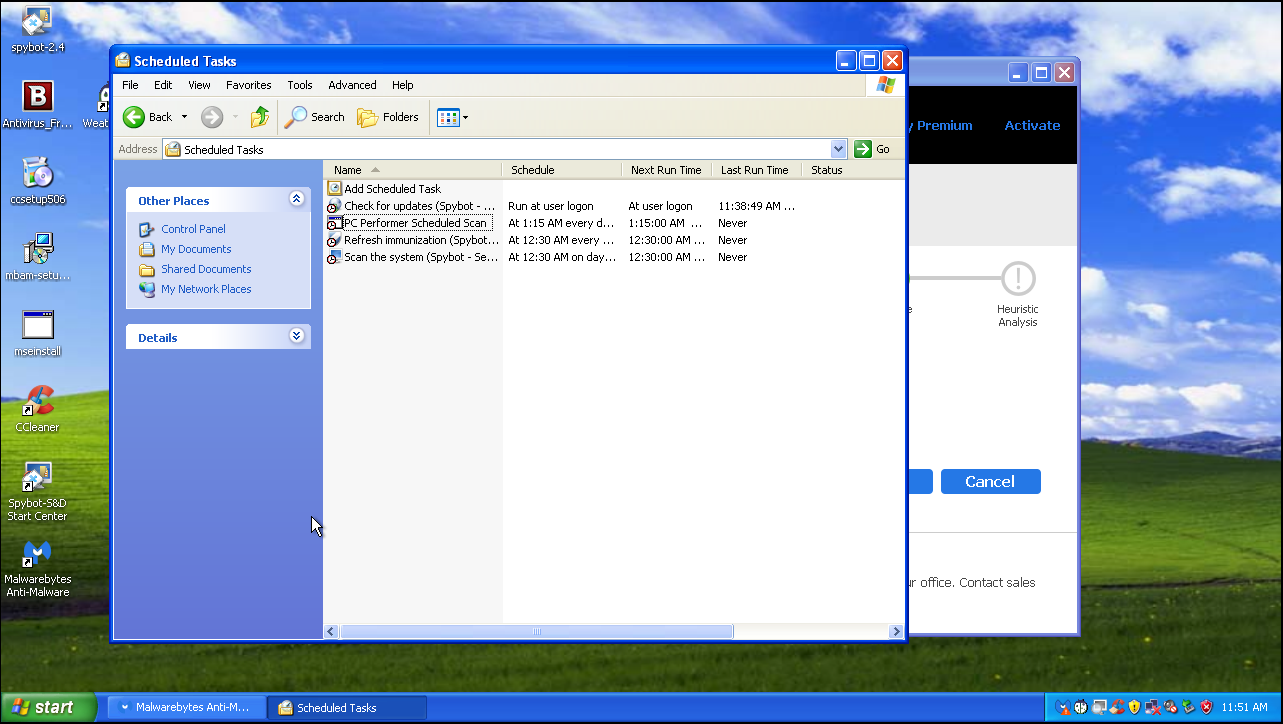 spybot-2.4
Antivirus_Fr...
Weat
ccsetup506
mbam-setu...
mseinstall
CCleaner
Spybot-S&D
Start Center
Malwarebytes
Anti-Malware
Scheduled Tasks
File Edit View Favorites Tools Advanced Help
Back Search Folders
Address Scheduled Tasks Go
Other Places
Control Panel
My Documents
Shared Documents
My Network Places
Details
Name Schedule Next Run Time Last Run Time Status
Add Scheduled Task
Check for updates (Spybot - ... Run at user logon At user logon 11:38:49 AM ...
PC Performer Scheduled Scan At 1:15 AM every d... 1:15:00 AM ... Never
Refresh immunization (Spybot... At 12:30 AM every ... 12:30:00 AM ... Never
Scan the system (Spybot - Se... At 12:30 AM on day... 12:30:00 AM ... Never
y Premium Activate
e
Heuristic
Analysis
Cancel
ur office. Contact sales
start
Malwarebytes Anti-M...
Scheduled Tasks
11:51 AM